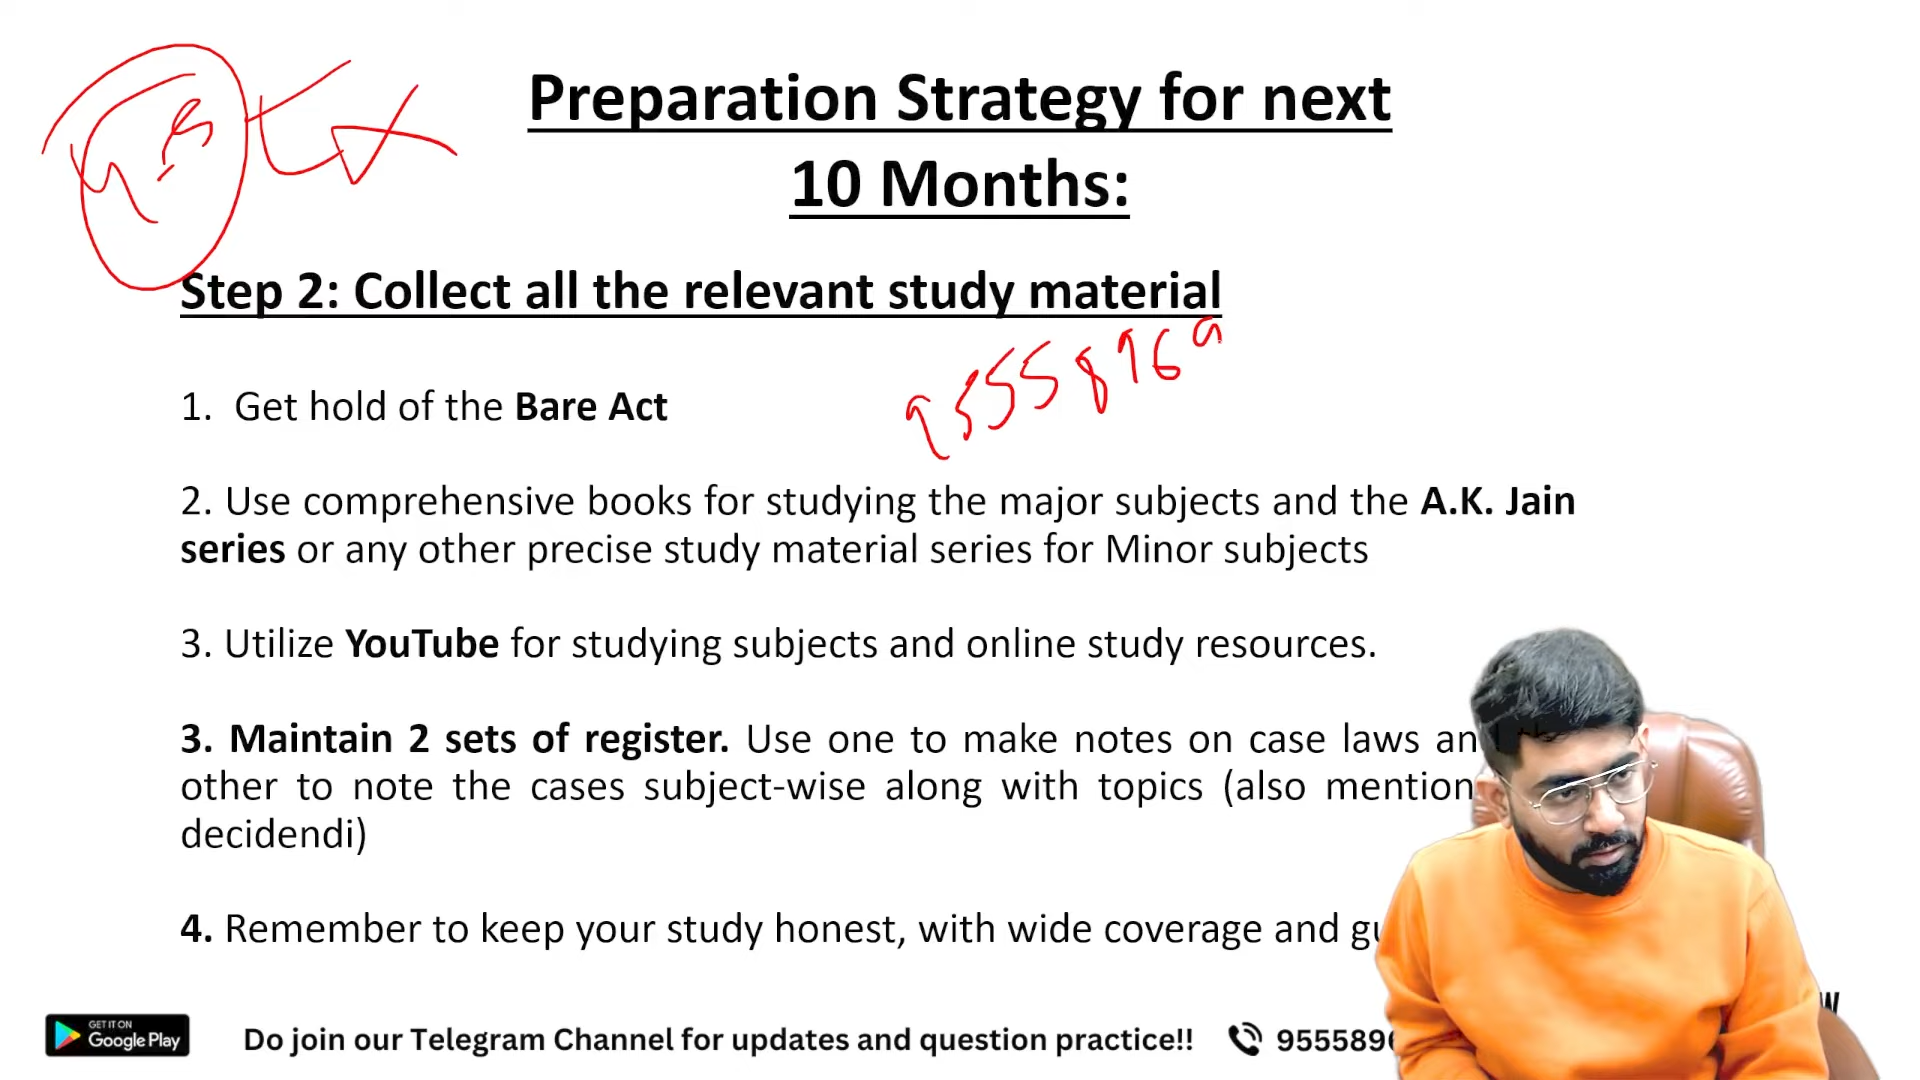 Preparation Strategy for next
10 Months:
Step 2: Collect all the relevant study material
95558969
1. Get hold of the Bare Act
2. Use comprehensive books for studying the major subjects and the A.K. Jain
series or any other precise study material series for Minor subjects
3. Utilize YouTube for studying subjects and online study resources.
3. Maintain 2 sets of register. Use one to make notes on case laws
other to note the cases subject-wise along with topics (also mention
decidendi)
4. Remember to keep your study honest, with wide coverage and
GET IT ON
Google Play
Do join our Telegram Channel for updates and question practice!! 955589